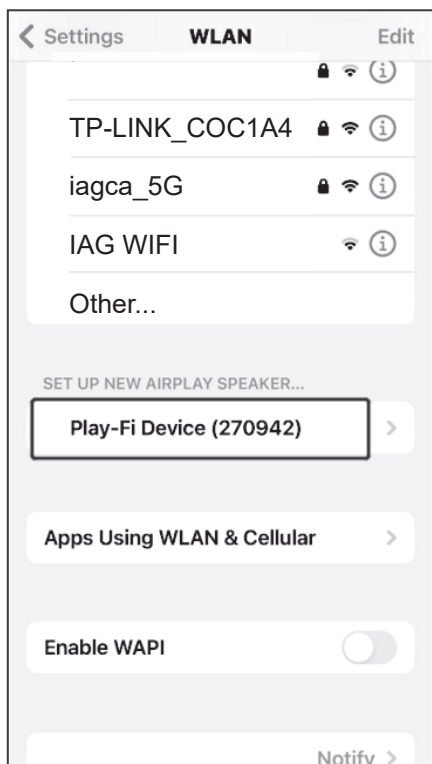 Settings WLAN Edit
TP-LINK_COC1A4
iagca_5G
IAG WIFI
Other...
SET UP NEW AIRPLAY SPEAKER...
Play-Fi Device (270942)
Apps Using WLAN & Cellular
Enable WAPI
Notify